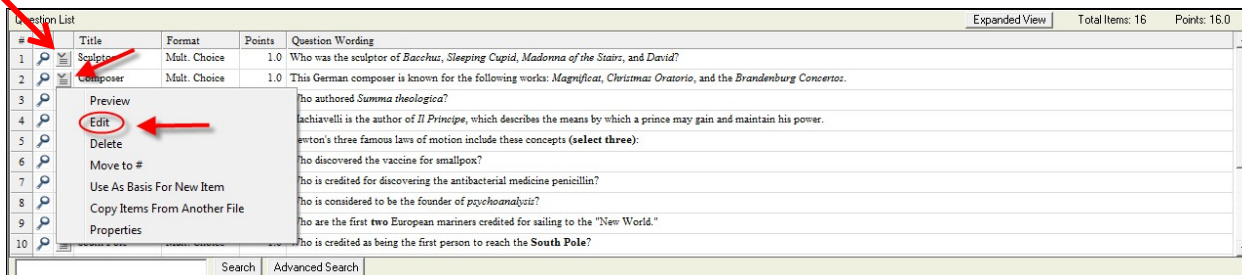 Question List Expanded View Total Items: 16 Points: 16.0
# Title Format Points Question Wording
1 Sculptor Mult. Choice 1.0 Who was the sculptor of Bacchus, Sleeping Cupid, Madonna of the Stairs, and David?
2 Composer Mult. Choice 1.0 This German composer is known for the following works: Magnificat, Christmas Oratorio, and the Brandenburg Concertos.
3 Who authored Summa theologica?
Preview
4 Machiavelli is the author of Il Principe, which describes the means by which a prince may gain and maintain his power.
Edit
5 Newton's three famous laws of motion include these concepts (select three):
Delete
6 Who discovered the vaccine for smallpox?
Move to #
7 Who is credited for discovering the antibacterial medicine penicillin?
Use As Basis For New Item
8 Who is considered to be the founder of psychoanalysis?
Copy Items From Another File
9 Who are the first two European mariners credited for sailing to the "New World."
Properties
10 South Pole Mult. Choice 1.0 Who is credited as being the first person to reach the South Pole?
Search Advanced Search